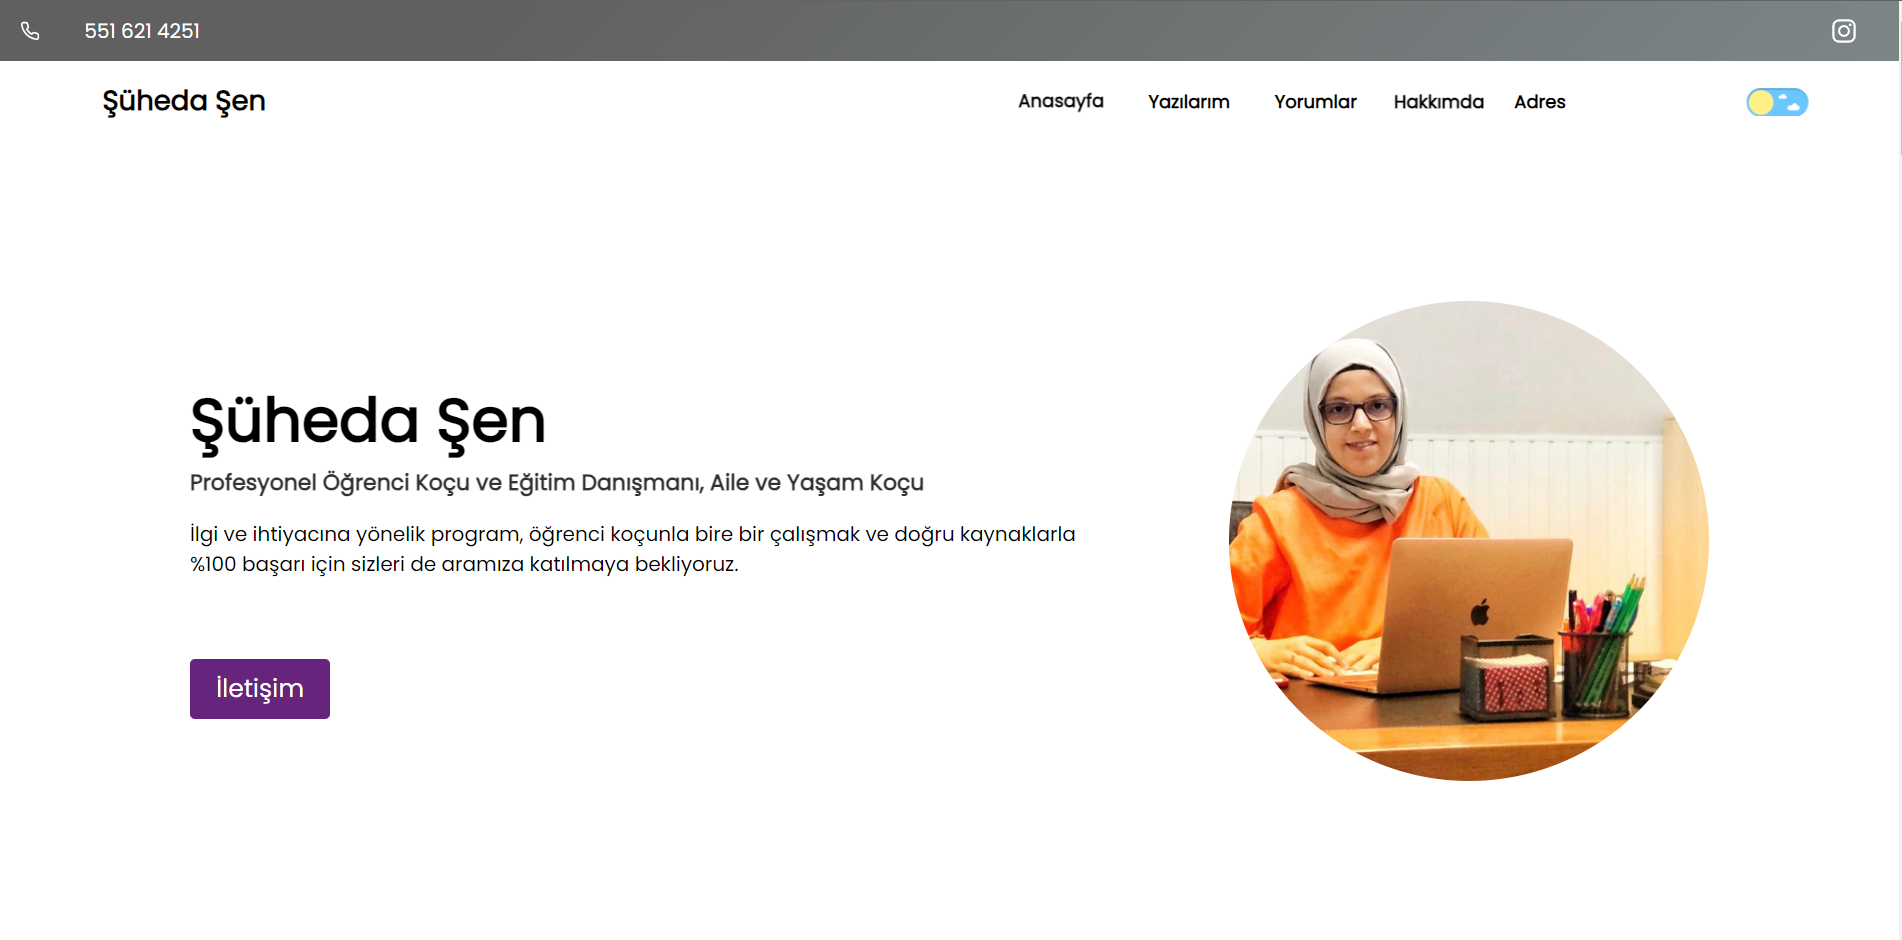 551 621 4251
Şüheda Şen
Anasayfa Yazılarım Yorumlar Hakkımda Adres
Şüheda Şen
Profesyonel Öğrenci Koçu ve Eğitim Danışmanı, Aile ve Yaşam Koçu
İlgi ve ihtiyacına yönelik program, öğrenci koçunla bire bir çalışmak ve doğru kaynaklarla
%100 başarı için sizleri de aramıza katılmaya bekliyoruz.
İletişim